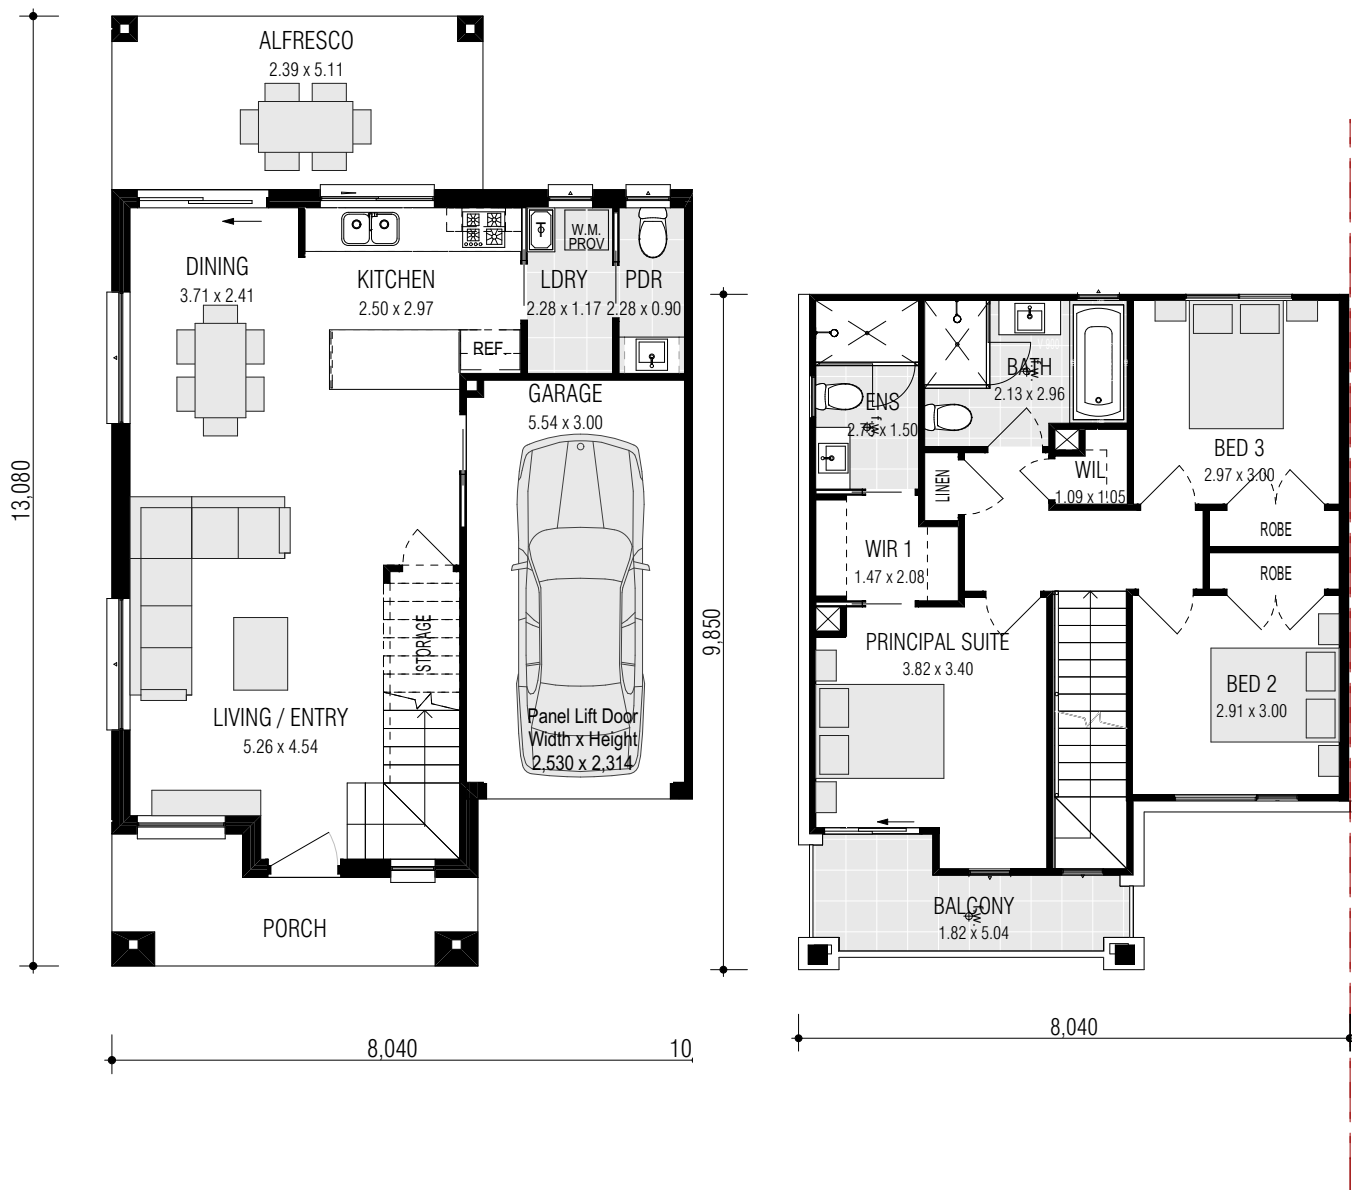 ALFRESCO
2.39 x 5.11
DINING
3.71 x 2.41
KITCHEN
2.50 x 2.97
W.M.
PROV
LDRY
2.28 x 1.17
PDR
2.28 x 0.90
REF.
GARAGE
5.54 x 3.00
13,080
STORAGE
LIVING / ENTRY
5.26 x 4.54
Panel Lift Door
Width x Height
2,530 x 2,314
PORCH
8,040
10
9,850
ENS
2.75 x 1.50
BATH
2.13 x 2.96
BED 3
2.97 x 3.00
LINEN
WIL
1.09 x 1.05
ROBE
ROBE
WIR 1
1.47 x 2.08
PRINCIPAL SUITE
3.82 x 3.40
BED 2
2.91 x 3.00
BALCONY
1.82 x 5.04
8,040